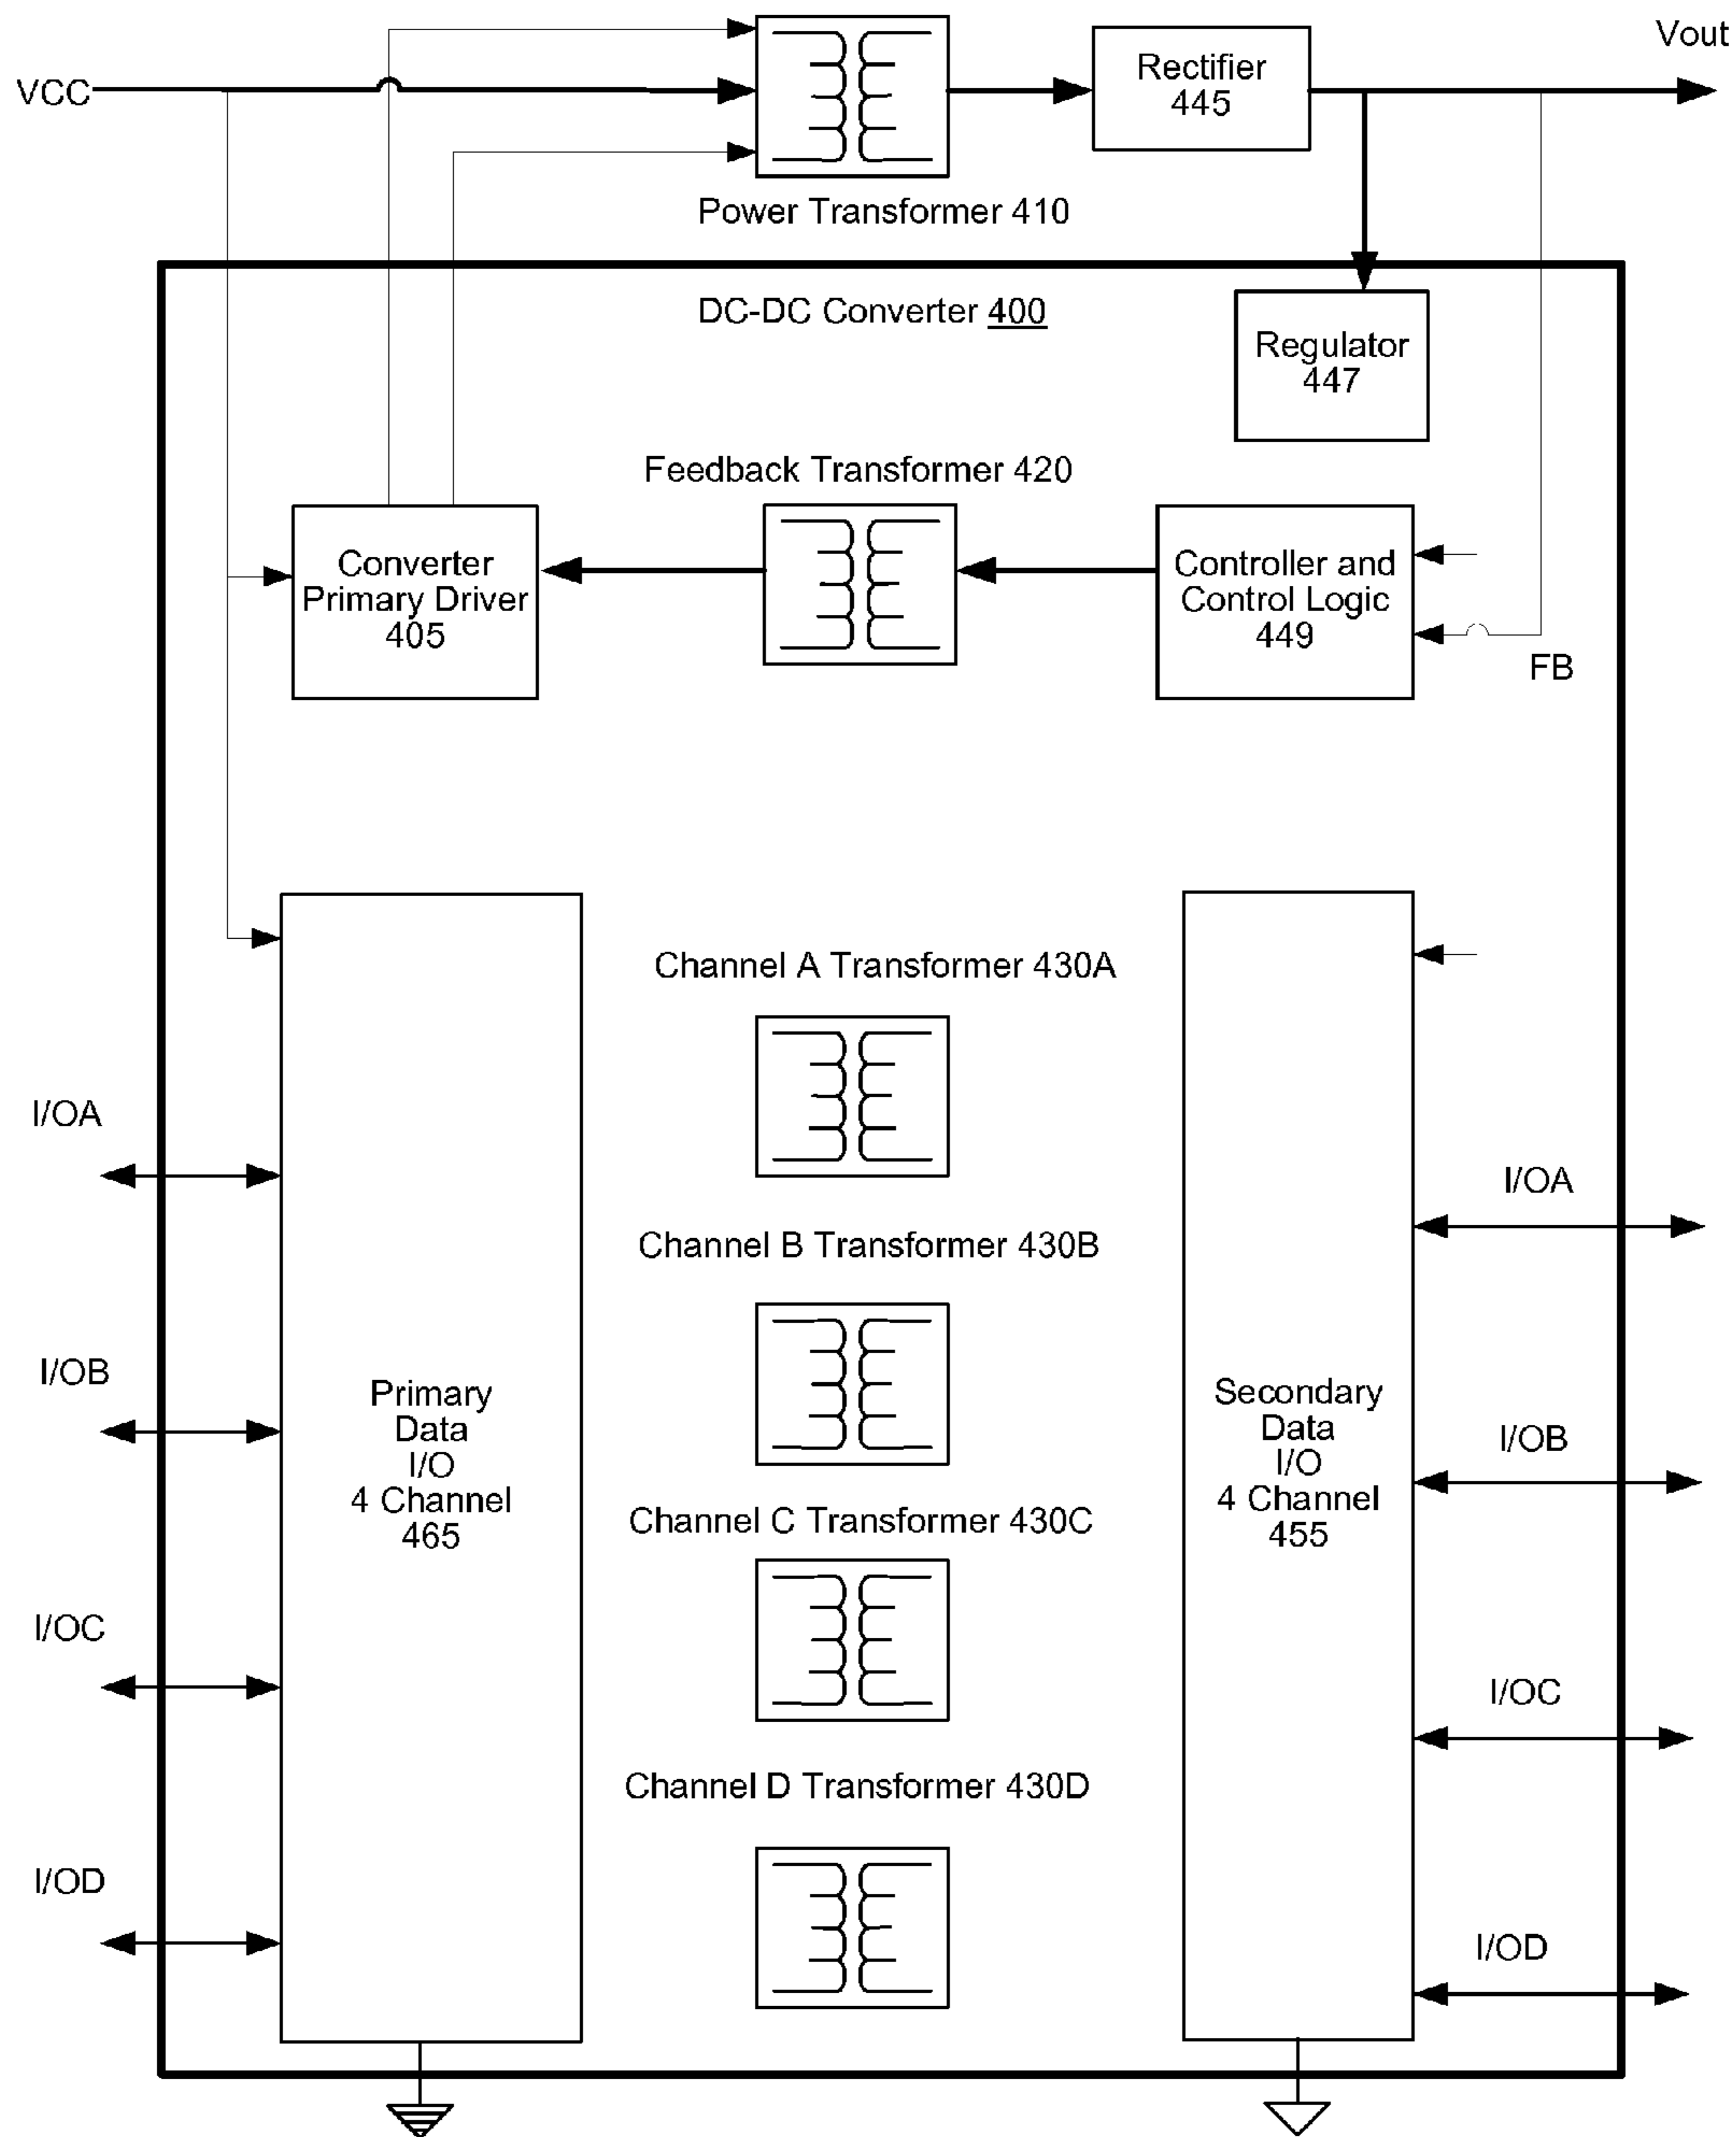 Vout
VCC
Rectifier
445
Power Transformer 410
DC-DC Converter 400
Regulator
447
Feedback Transformer 420
Converter
Primary Driver
405
Controller and
Control Logic
449
FB
Channel A Transformer 430A
I/OA
I/OA
Channel B Transformer 430B
I/OB
Primary
Data
I/O
4 Channel
465
Secondary
Data
I/O
4 Channel
455
I/OB
Channel C Transformer 430C
I/OC
I/OC
Channel D Transformer 430D
I/OD
I/OD